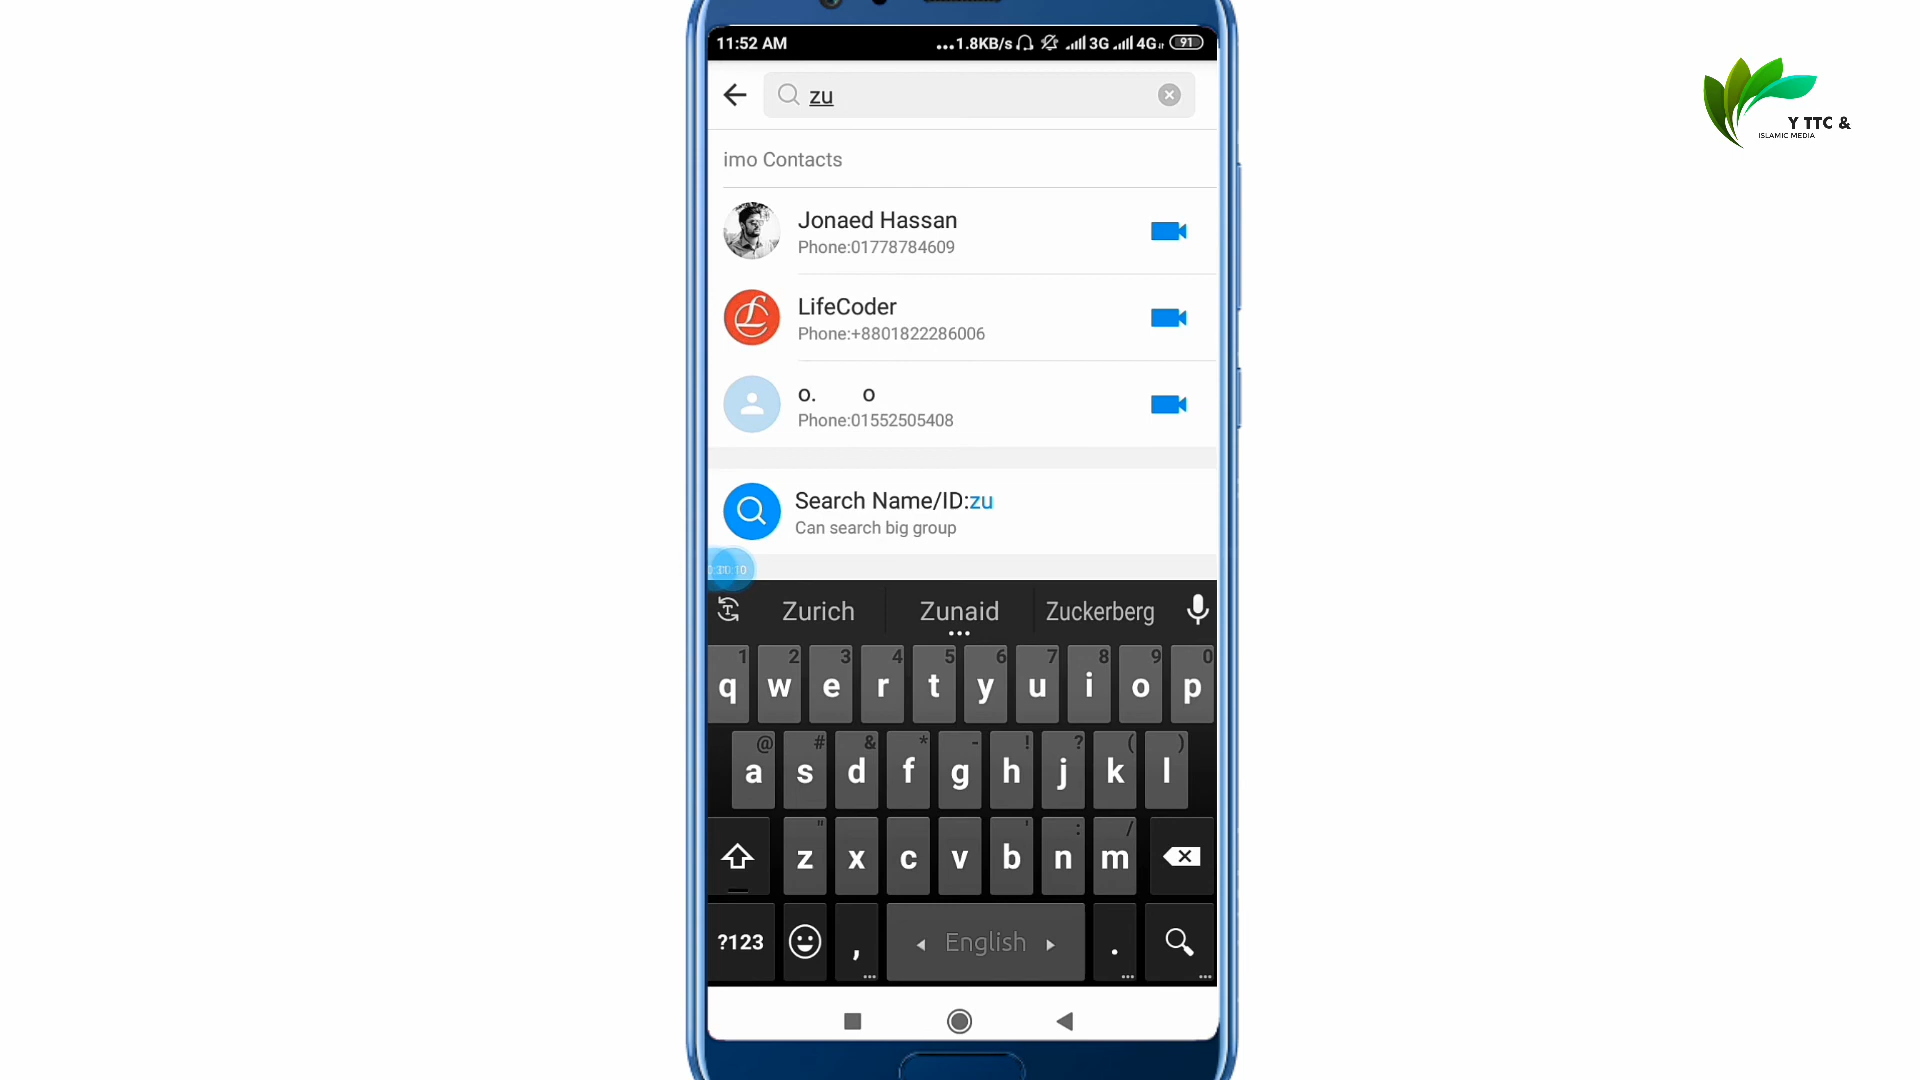 11:52 AM
...1.8KB/s 3G 4G 91
zu
imo Contacts
Jonaed Hassan
Phone:01778784609
LifeCoder
Phone:+8801822286006
o. o
Phone:01552505408
Search Name/ID:zu
Can search big group
Zurich Zunaid Zuckerberg
1 2 3 4 5 6 7 8 9 0
q w e r t y u i o p
@ # & * - ! ? ( )
a s d f g h j k l
" ' : /
z x c v b n m
?123 , English .
Y TTC &
ISLAMIC MEDIA